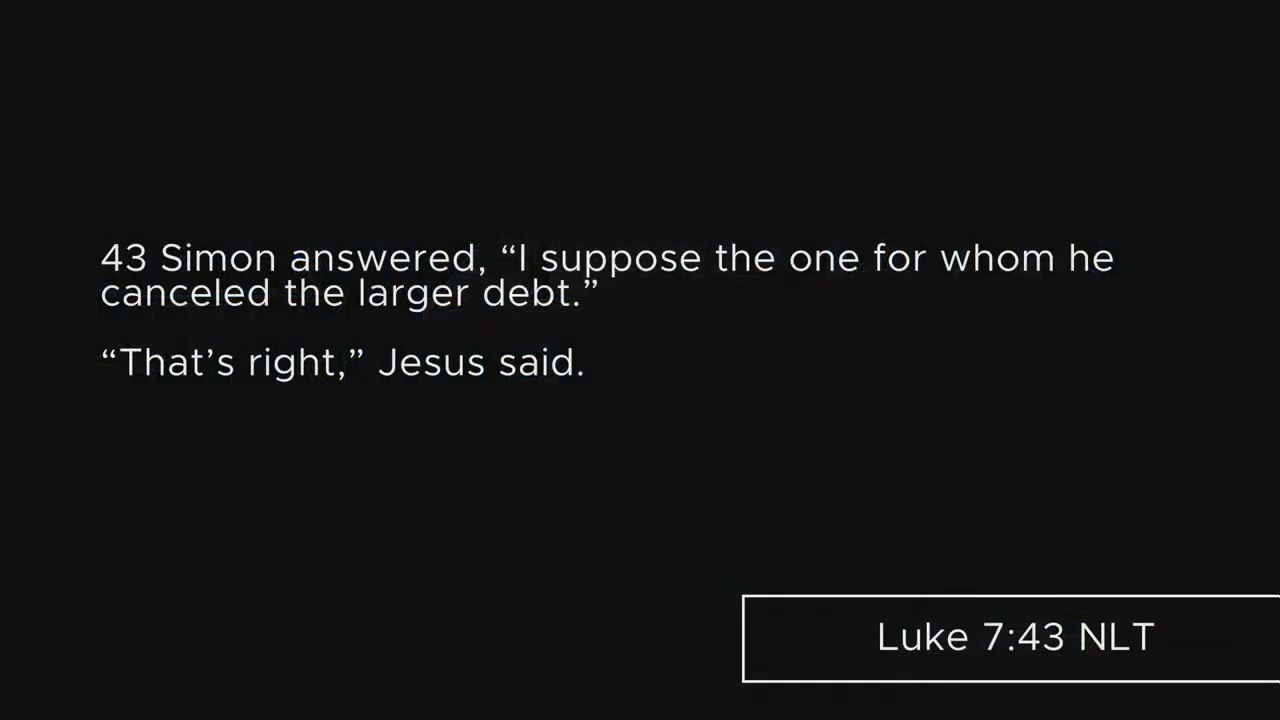 43 Simon answered, “I suppose the one for whom he
canceled the larger debt.”
“That’s right,” Jesus said.
Luke 7:43 NLT